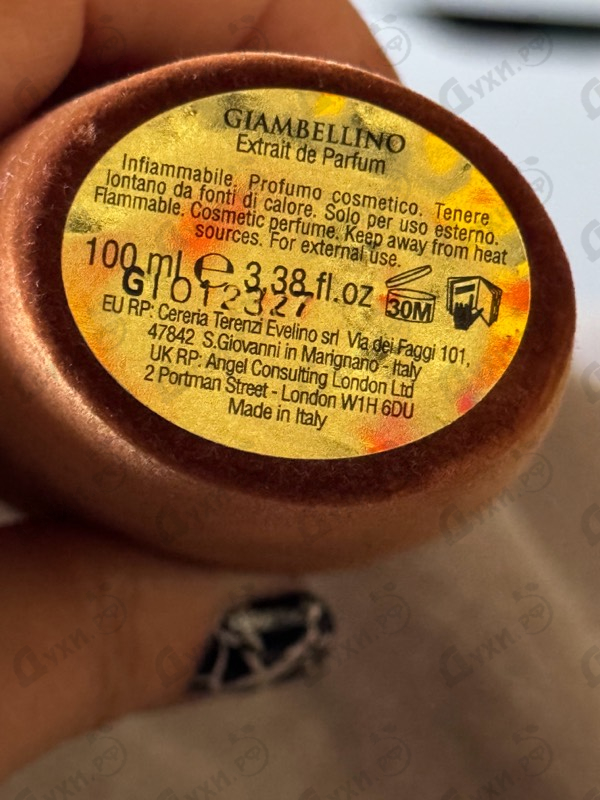 GIAMBELLINO
Extrait de Parfum
Infiammabile. Profumo cosmetico. Tenere
lontano da fonti di calore. Solo per uso esterno.
Flammable. Cosmetic perfume. Keep away from heat
sources. For external use.
100 ml ℮ 3,38 fl.oz
30M
G1012327
EU RP: Cereria Terenzi Evelino srl Via dei Faggi 101,
47842 S.Giovanni in Marignano - Italy
UK RP: Angel Consulting London Ltd
2 Portman Street - London W1H 6DU
Made in Italy
Духи.РФ